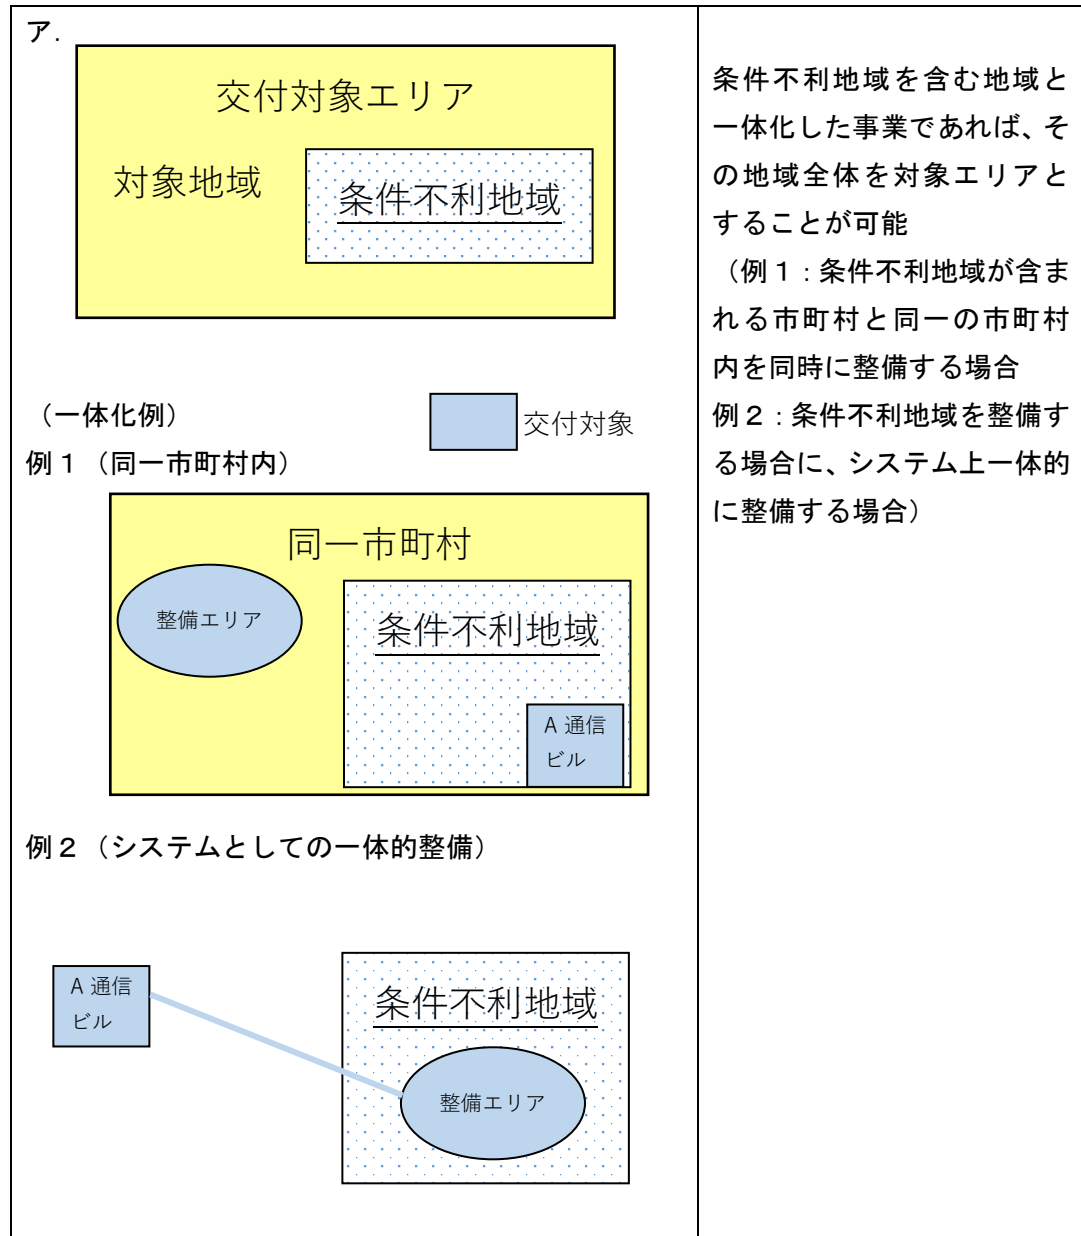 ア.
交付対象エリア
対象地域
条件不利地域
（一体化例）
交付対象
例１（同一市町村内）
同一市町村
整備エリア
条件不利地域
A 通信
ビル
例２（システムとしての一体的整備）
A 通信
ビル
条件不利地域
整備エリア
条件不利地域を含む地域と
一体化した事業であれば、そ
の地域全体を対象エリアと
することが可能
（例１：条件不利地域が含ま
れる市町村と同一の市町村
内を同時に整備する場合
例２：条件不利地域を整備す
る場合に、システム上一体的
に整備する場合）